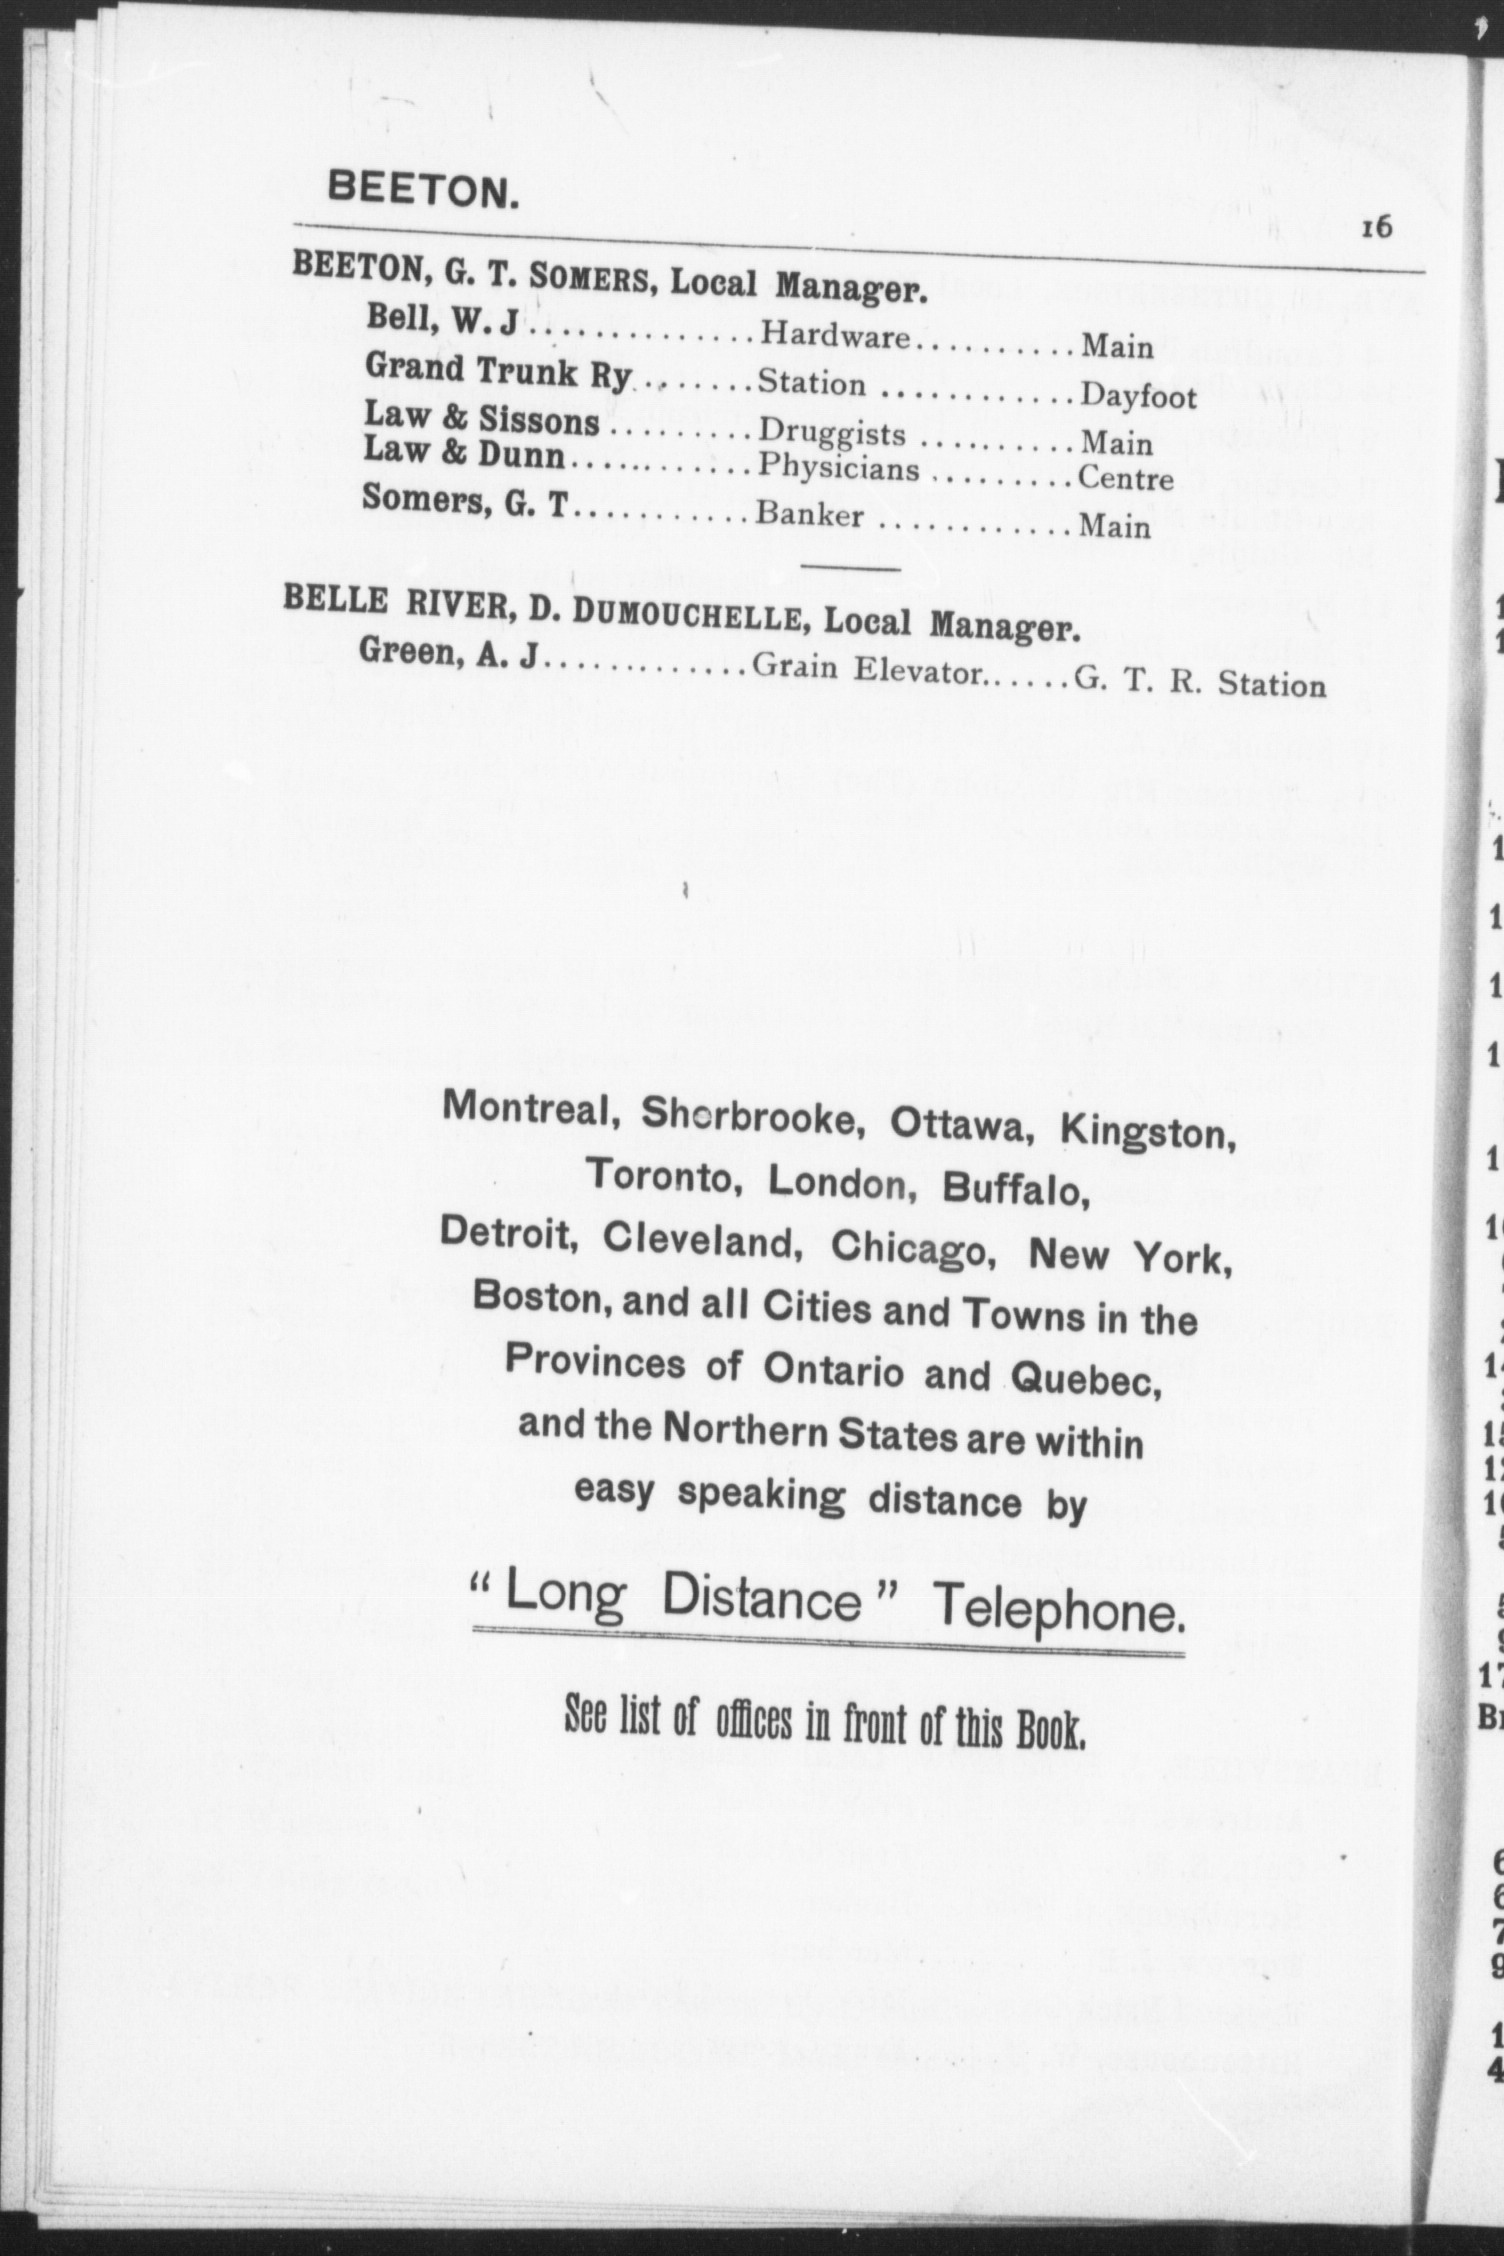 BEETON.
16
BEETON, G. T. SOMERS, Local Manager.
Bell, W. J...............Hardware..........Main
Grand Trunk Ry........Station ............Dayfoot
Law & Sissons.........Druggists ..........Main
Law & Dunn............Physicians .........Centre
Somers, G. T...........Banker ............Main
BELLE RIVER, D. DUMOUCHELLE, Local Manager.
Green, A. J.............Grain Elevator......G. T. R. Station
Montreal, Sherbrooke, Ottawa, Kingston,
Toronto, London, Buffalo,
Detroit, Cleveland, Chicago, New York,
Boston, and all Cities and Towns in the
Provinces of Ontario and Quebec,
and the Northern States are within
easy speaking distance by
“Long Distance” Telephone.
See list of offices in front of this Book.